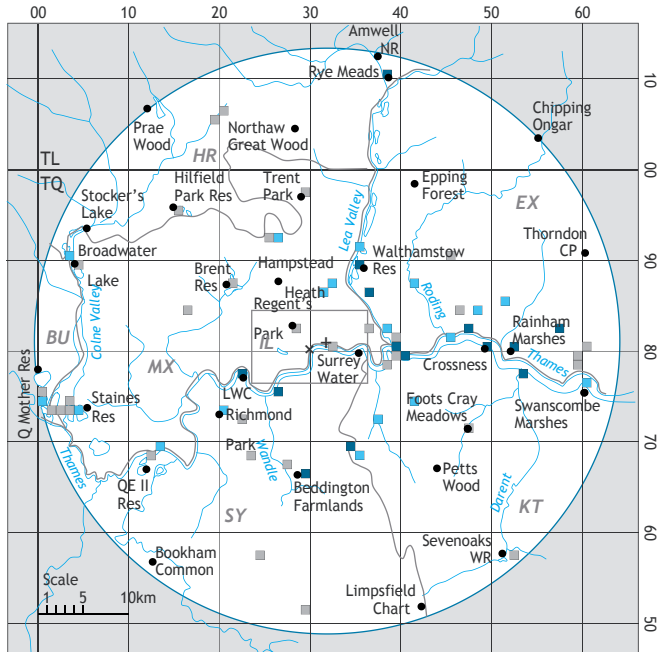 00 10 20 30 40 50 60
Amwell
NR
Rye Meads
10
Prae
Wood
Northaw
Great Wood
Chipping
Ongar
HR
TL
TQ
00
Hilfield
Park Res
Trent
Park
Epping
Forest
Stocker's
Lake
EX
Lea Valley
Thorndon
CP
Broadwater
Lake
Walthamstow
Res
90
Brent
Res
Hampstead
Heath
Roding
Colne Valley
Regent's
Park
Rainham
Marshes
BU
IL
MX
Surrey
Water
Crossness
Thames
80
Q Mother Res
LWC
Staines
Res
Richmond
Park
Foots Cray
Meadows
Swanscombe
Marshes
70
Thames
Wandle
QE II
Res
Beddington
Farmlands
Petts
Wood
Darent
KT
SY
60
Sevenoaks
WR
Bookham
Common
Scale
1 5 10km
Limpsfield
Chart
50